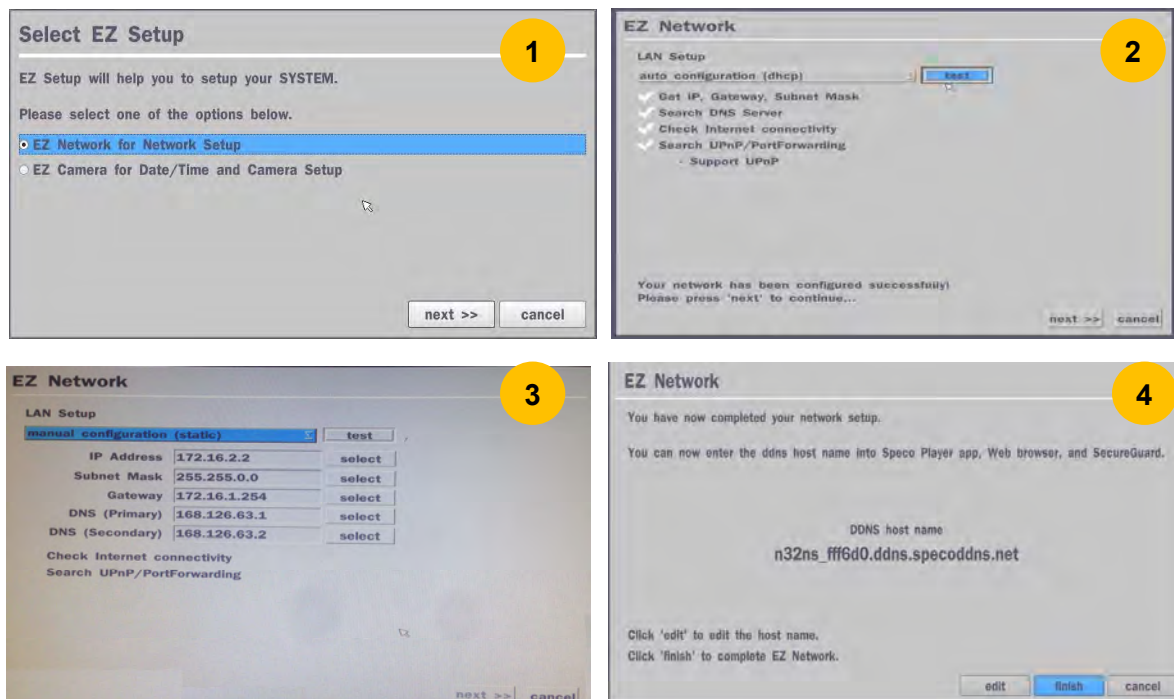 Select EZ Setup
1
EZ Setup will help you to setup your SYSTEM.
Please select one of the options below.
EZ Network for Network Setup
EZ Camera for Date/Time and Camera Setup
next >> cancel
EZ Network
2
LAN Setup
auto configuration (dhcp) test
Get IP, Gateway, Subnet Mask
Search DNS Server
Check Internet connectivity
Search UPnP/PortForwarding
- Support UPnP
Your network has been configured successfully!
Please press 'next' to continue...
next >> cancel
EZ Network
3
LAN Setup
manual configuration (static) test
IP Address 172.16.2.2 select
Subnet Mask 255.255.0.0 select
Gateway 172.16.1.254 select
DNS (Primary) 168.126.63.1 select
DNS (Secondary) 168.126.63.2 select
Check Internet connectivity
Search UPnP/PortForwarding
next >> cancel
EZ Network
4
You have now completed your network setup.
You can now enter the ddns host name into Speco Player app, Web browser, and SecureGuard.
DDNS host name
n32ns_fff6d0.ddns.specoddns.net
Click 'edit' to edit the host name.
Click 'finish' to complete EZ Network.
edit finish cancel